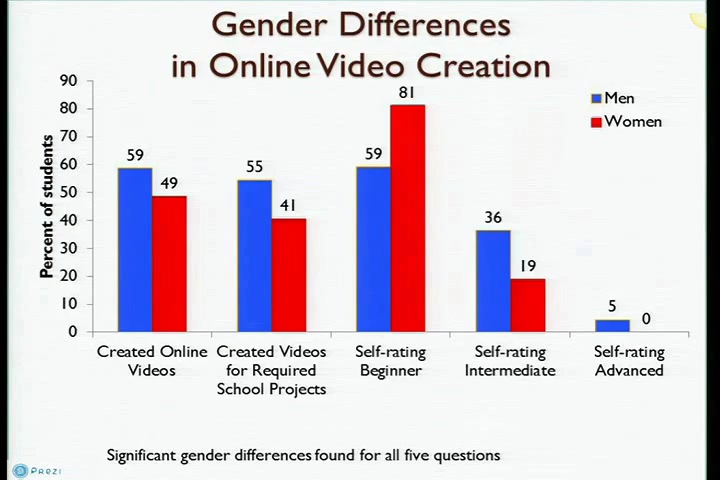 Gender Differences
in Online Video Creation
Percent of students
90
80
70
60
50
40
30
20
10
0
59
49
55
41
59
81
36
19
5
0
Men
Women
Created Online
Videos
Created Videos
for Required
School Projects
Self-rating
Beginner
Self-rating
Intermediate
Self-rating
Advanced
Significant gender differences found for all five questions
PREZI